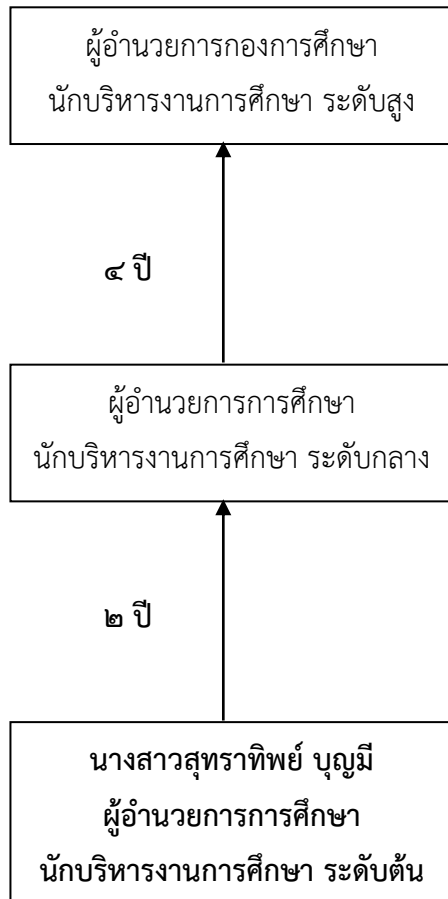 ผู้อำนวยการกองการศึกษา
นักบริหารงานการศึกษา ระดับสูง
๔ ปี
ผู้อำนวยการการศึกษา
นักบริหารงานการศึกษา ระดับกลาง
๒ ปี
นางสาวสุทราทิพย์ บุญมี
ผู้อำนวยการการศึกษา
นักบริหารงานการศึกษา ระดับต้น